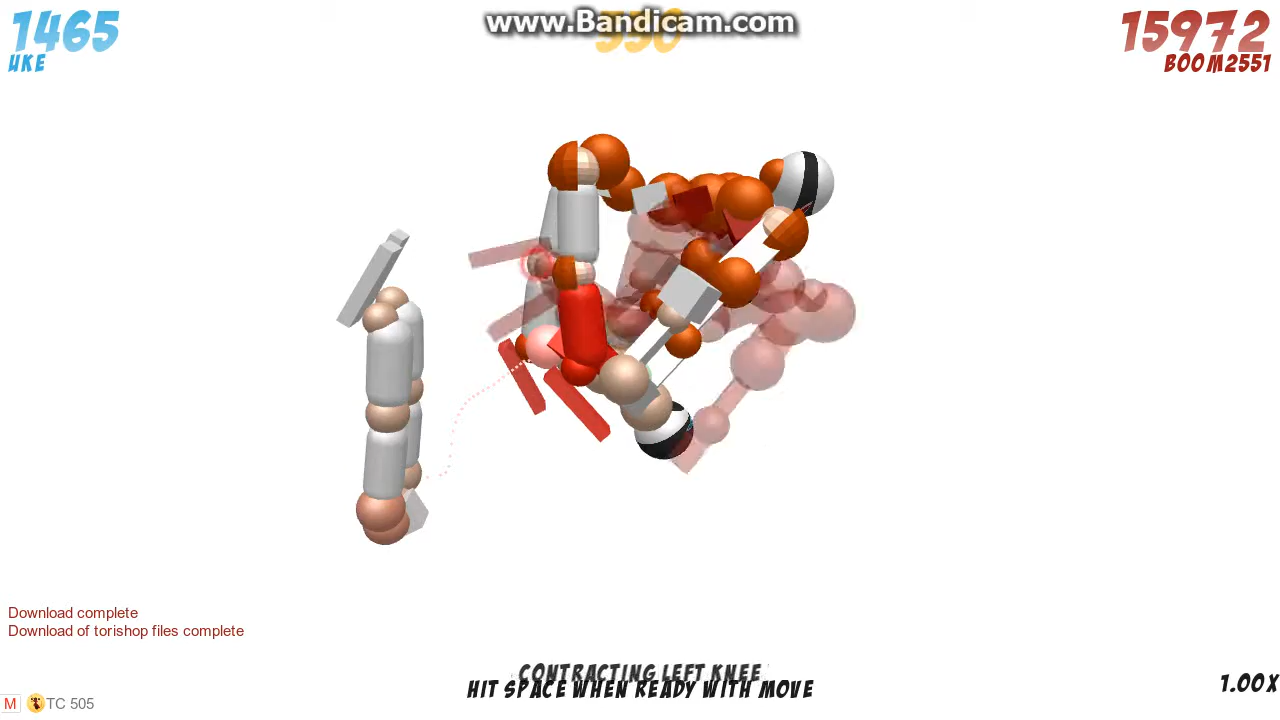 1465
UKE
www.Bandicam.com
15972
BOOM2551
Download complete
Download of torishop files complete
CONTRACTING LEFT KNEE
HIT SPACE WHEN READY WITH MOVE
M
TC 505
1.00X